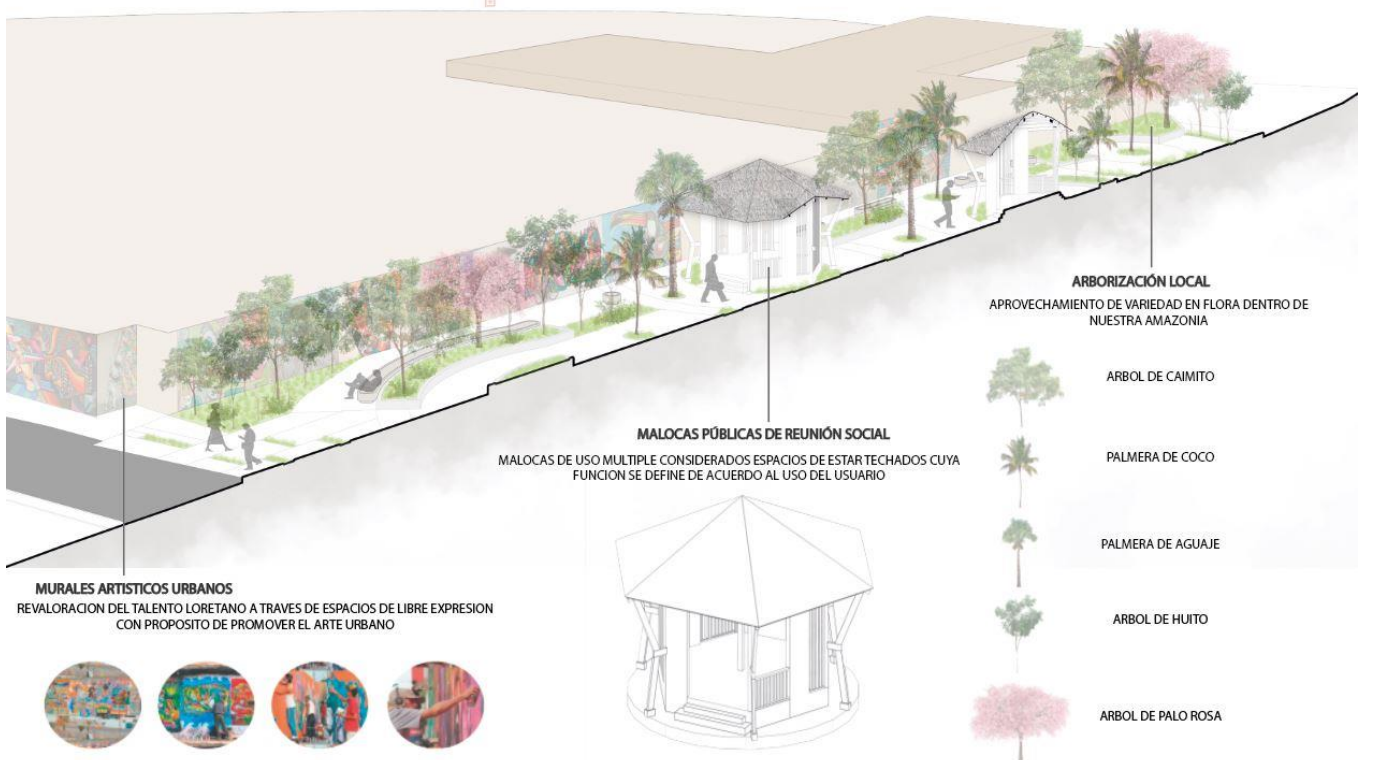 ARBORIZACIÓN LOCAL
APROVECHAMIENTO DE VARIEDAD EN FLORA DENTRO DE
NUESTRA AMAZONIA
ARBOL DE CAIMITO
PALMERA DE COCO
PALMERA DE AGUAJE
ARBOL DE HUITO
ARBOL DE PALO ROSA
MALOCAS PÚBLICAS DE REUNIÓN SOCIAL
MALOCAS DE USO MULTIPLE CONSIDERADOS ESPACIOS DE ESTAR TECHADOS CUYA
FUNCION SE DEFINE DE ACUERDO AL USO DEL USUARIO
MURALES ARTISTICOS URBANOS
REVALORACION DEL TALENTO LORETANO A TRAVES DE ESPACIOS DE LIBRE EXPRESION
CON PROPOSITO DE PROMOVER EL ARTE URBANO